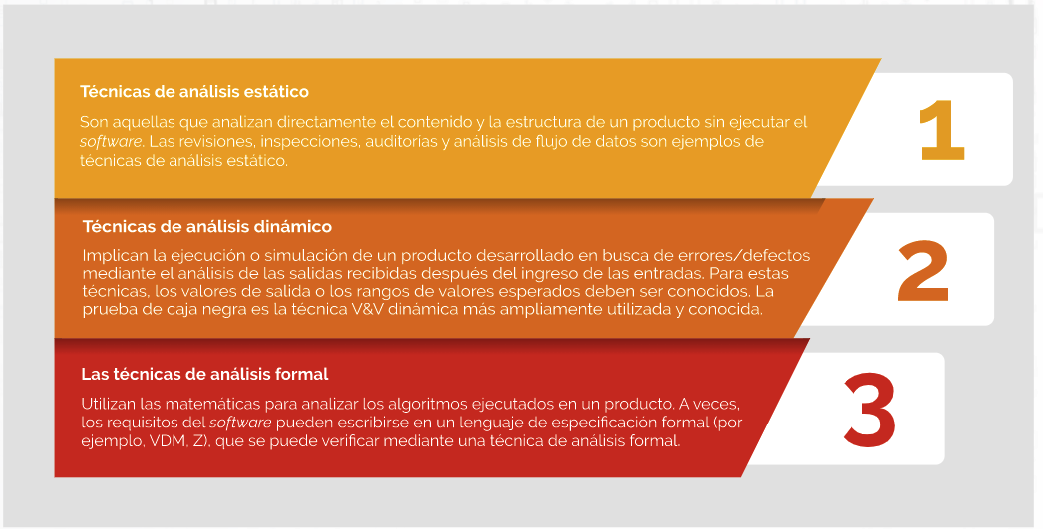 Técnicas de análisis estático
Son aquellas que analizan directamente el contenido y la estructura de un producto sin ejecutar el
software. Las revisiones, inspecciones, auditorías y análisis de flujo de datos son ejemplos de
técnicas de análisis estático.
1
Técnicas de análisis dinámico
Implican la ejecución o simulación de un producto desarrollado en busca de errores/defectos
mediante el análisis de las salidas recibidas después del ingreso de las entradas. Para estas
técnicas, los valores de salida o los rangos de valores esperados deben ser conocidos. La
prueba de caja negra es la técnica V&V dinámica más ampliamente utilizada y conocida.
2
Las técnicas de análisis formal
Utilizan las matemáticas para analizar los algoritmos ejecutados en un producto. A veces,
los requisitos del software pueden escribirse en un lenguaje de especificación formal (por
ejemplo, VDM, Z), que se puede verificar mediante una técnica de análisis formal.
3